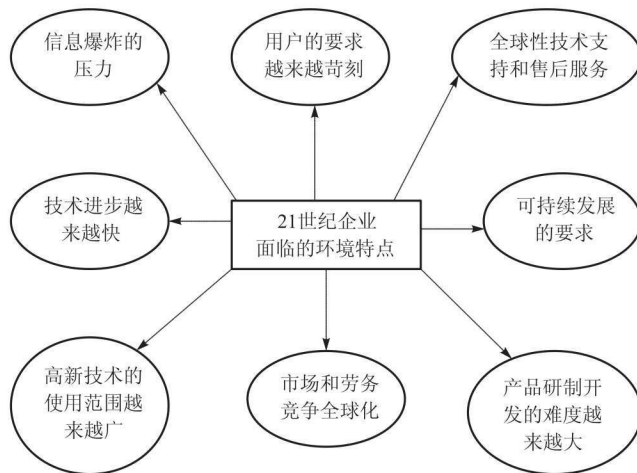 信息爆炸的
压力
用户的要求
越来越苛刻
全球性技术支
持和售后服务
技术进步越
来越快
21世纪企业
面临的环境特点
可持续发展
的要求
高新技术的
使用范围越
来越广
市场和劳务
竞争全球化
产品研制开
发的难度越
来越大